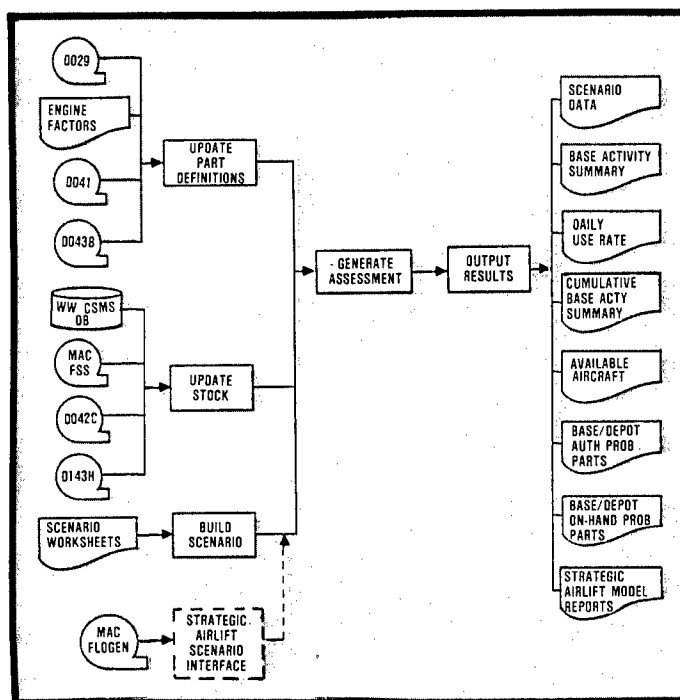 D029
ENGINE
FACTORS
D041
D043B
UPDATE
PART
DEFINITIONS
WW CSMS
DB
MAC
FSS
D042C
D143H
UPDATE
STOCK
SCENARIO
WORKSHEETS
BUILD
SCENARIO
MAC
FLOGEN
STRATEGIC
AIRLIFT
SCENARIO
INTERFACE
- GENERATE
ASSESSMENT
OUTPUT
RESULTS
SCENARIO
DATA
BASE ACTIVITY
SUMMARY
DAILY
USE RATE
CUMULATIVE
BASE ACTY
SUMMARY
AVAILABLE
AIRCRAFT
BASE/DEPOT
AUTH PROB
PARTS
BASE/DEPOT
ON-HAND PROB
PARTS
STRATEGIC
AIRLIFT MODEL
REPORTS